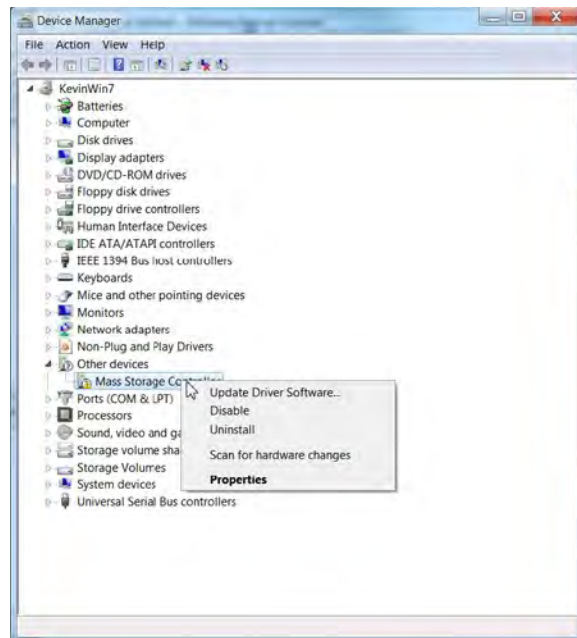 Device Manager
File Action View Help
KevinWin7
Batteries
Computer
Disk drives
Display adapters
DVD/CD-ROM drives
Floppy disk drives
Floppy drive controllers
Human Interface Devices
IDE ATA/ATAPI controllers
IEEE 1394 Bus host controllers
Keyboards
Mice and other pointing devices
Monitors
Network adapters
Non-Plug and Play Drivers
Other devices
Mass Storage Controller
Update Driver Software...
Ports (COM & LPT)
Disable
Processors
Uninstall
Sound, video and ga
Scan for hardware changes
Storage volume sha
Storage Volumes
Properties
System devices
Universal Serial Bus controllers